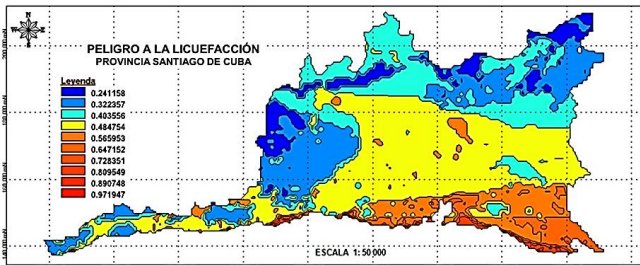 PELIGRO A LA LICUEFACCIÓN
PROVINCIA SANTIAGO DE CUBA
Leyenda
0.241158
0.322357
0.403556
0.484754
0.565953
0.647152
0.728351
0.809549
0.890748
0.971947
ESCALA 1:50 000